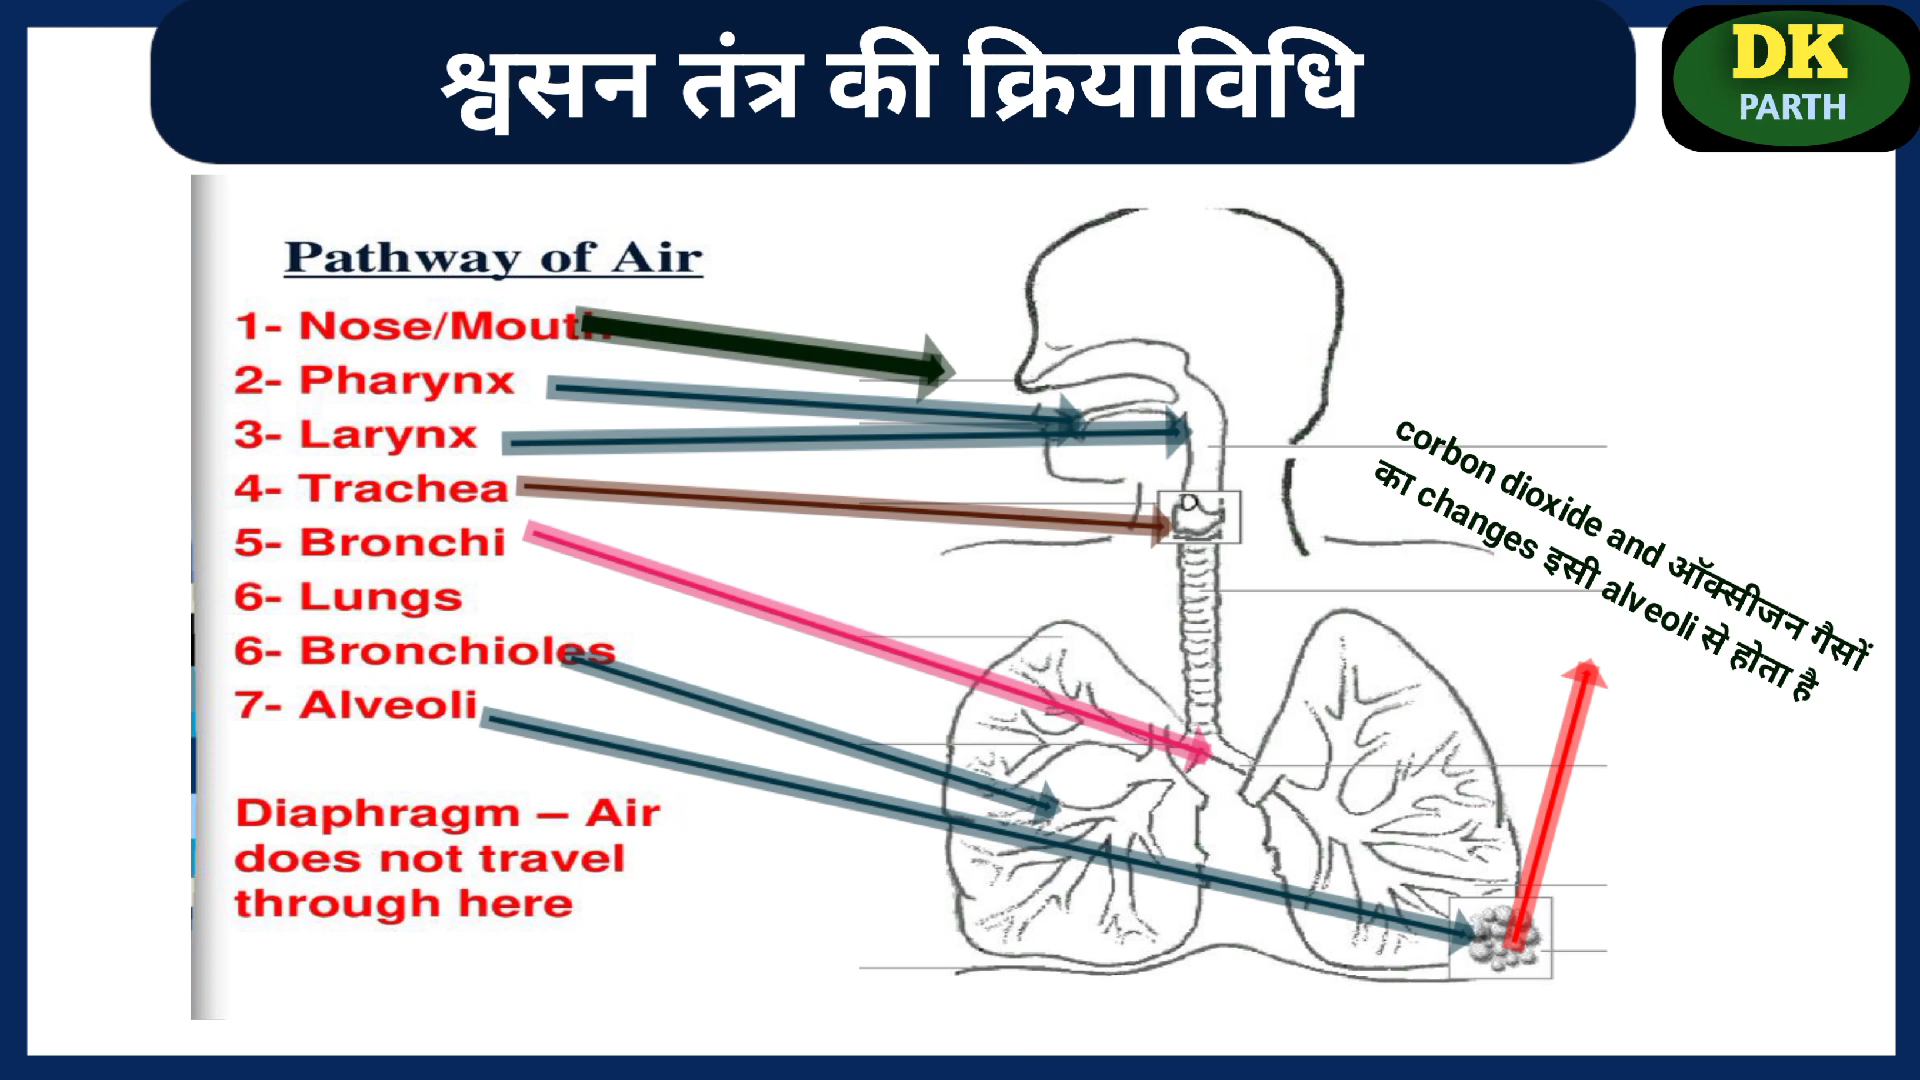 श्वसन तंत्र की क्रियाविधि
DK
PARTH
Pathway of Air
1- Nose/Mouth
2- Pharynx
3- Larynx
4- Trachea
5- Bronchi
6- Lungs
6- Bronchioles
7- Alveoli
Diaphragm – Air
does not travel
through here
corbon dioxide and ऑक्सीजन गैसों
का changes इसी alveoli से होता है